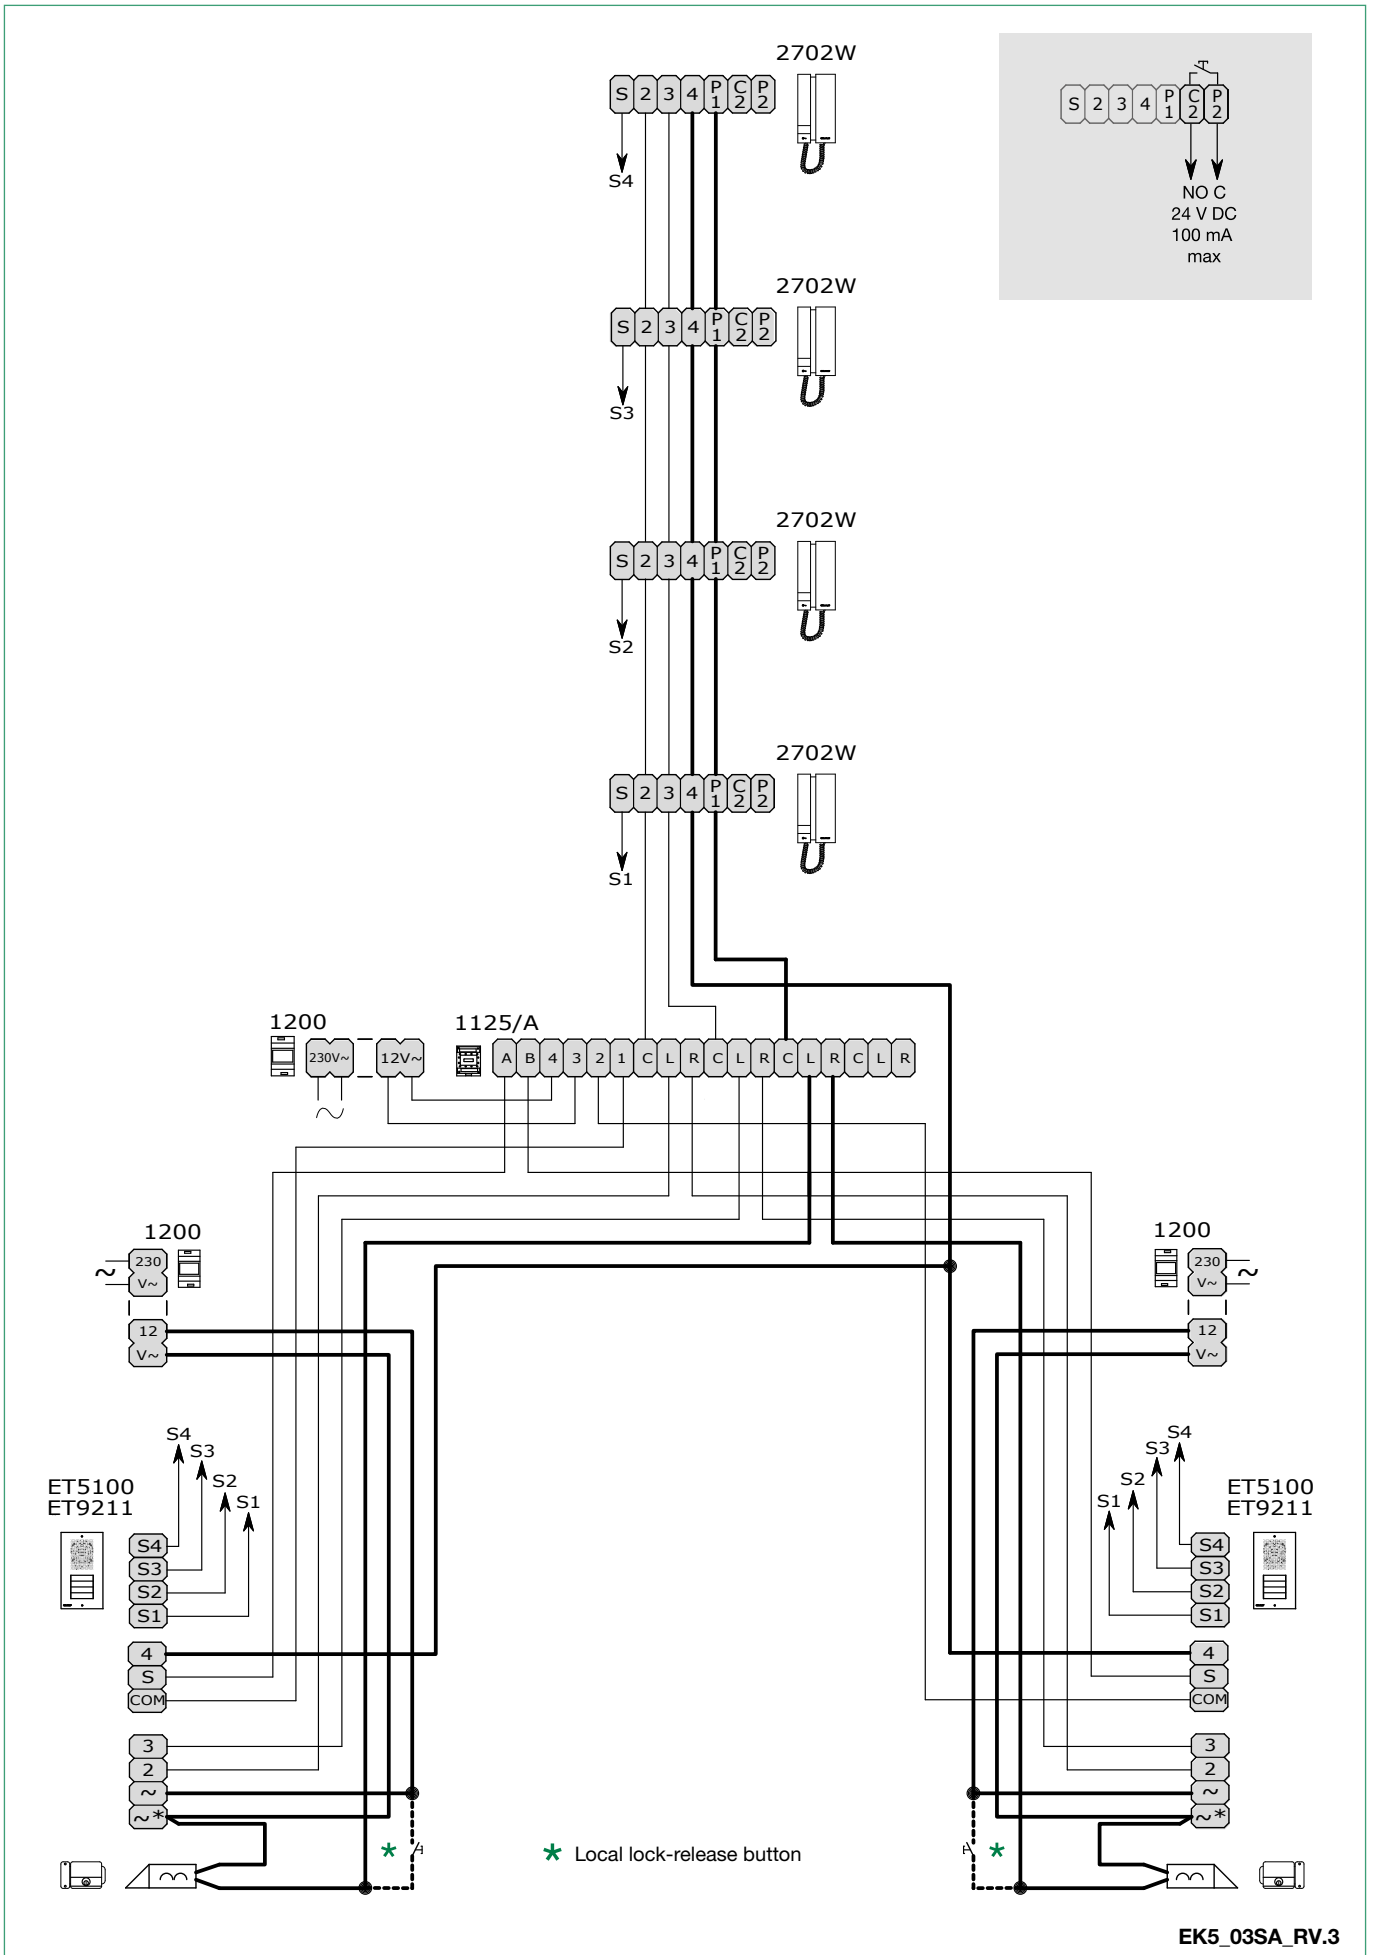 2702W
S 2 3 4 P1 C2 P2
S4
S 2 3 4 P1 C2 P2
NO C
24 V DC
100 mA
max
2702W
S 2 3 4 P1 C2 P2
S3
2702W
S 2 3 4 P1 C2 P2
S2
2702W
S 2 3 4 P1 C2 P2
S1
1200
230V~ 12V~
1125/A
A B 4 3 2 1 C L R C L R C L R C L R
1200
~ 230
V~
12
V~
1200
230 ~
V~
12
V~
S4
S3
S2
S1
ET5100
ET9211
S4
S3
S2
S1
4
S
COM
3
2
~
~*
*
S4
S3
S2
S1
ET5100
ET9211
S4
S3
S2
S1
4
S
COM
3
2
~
~*
*
* Local lock-release button
EK5_03SA_RV.3